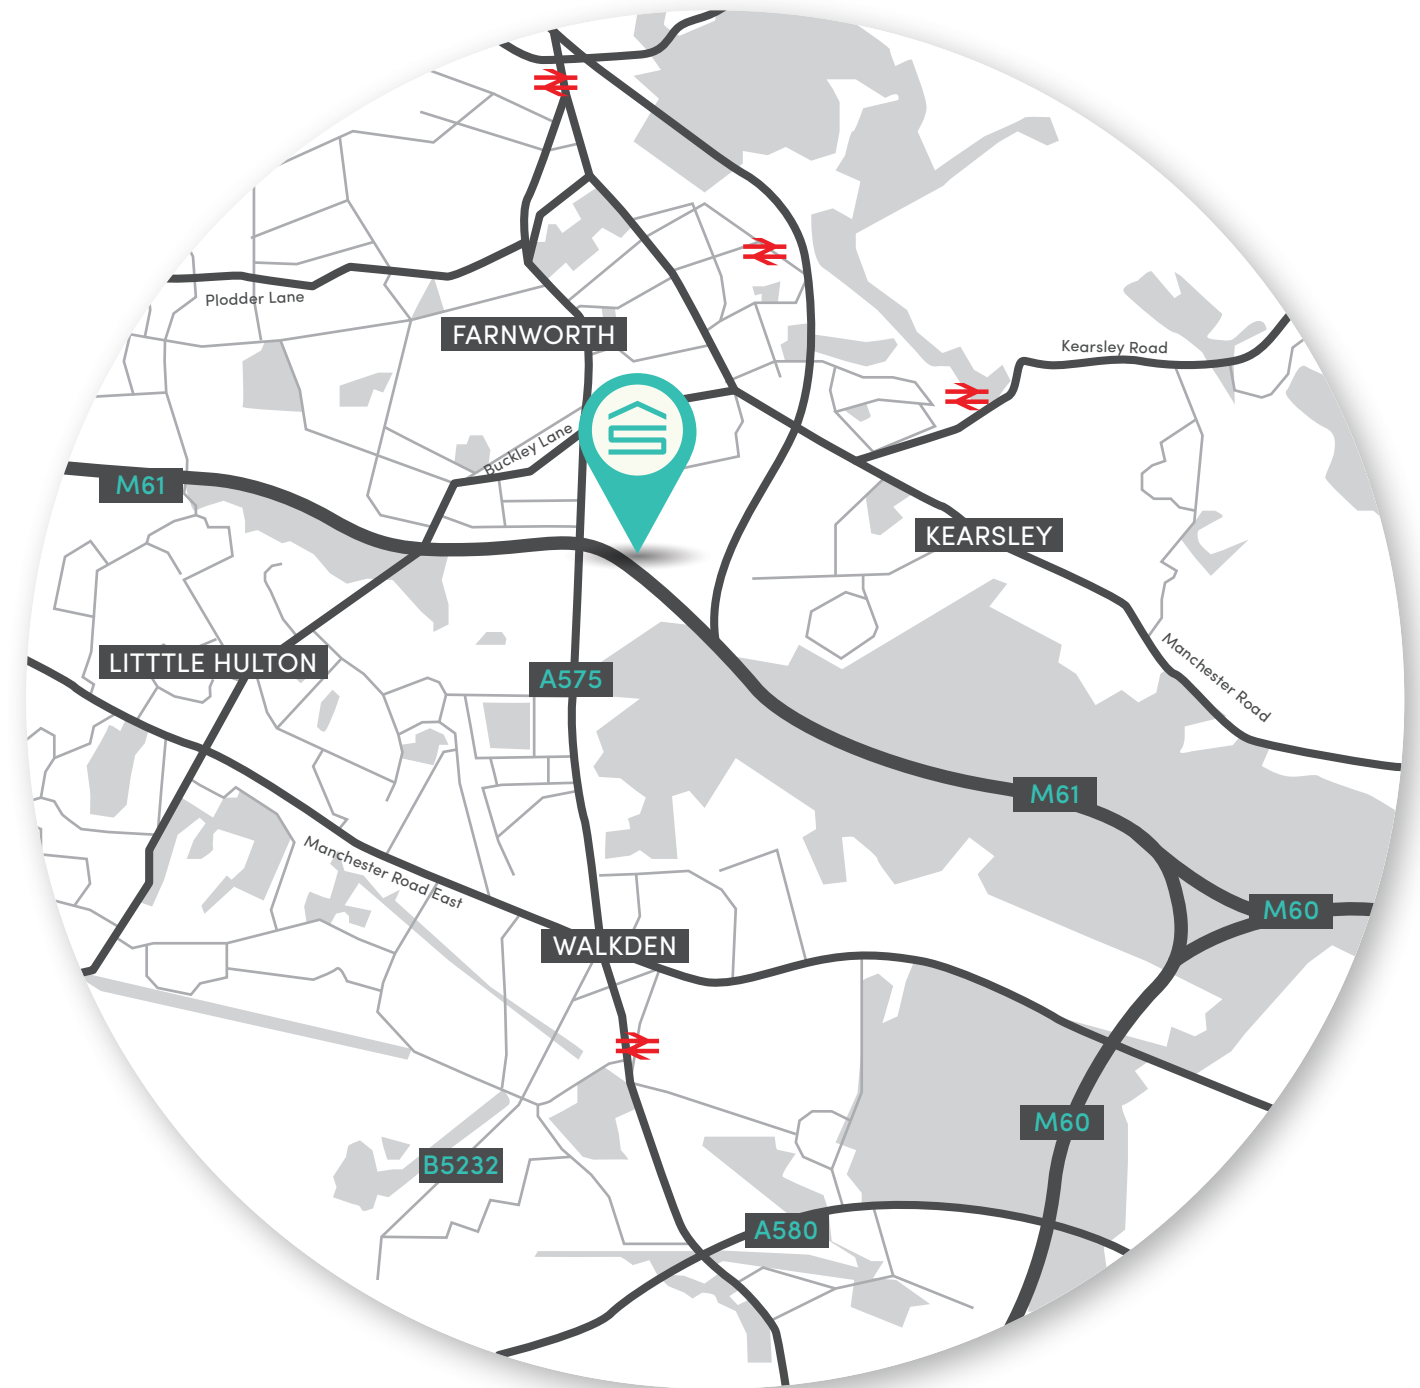 Plodder Lane
FARNWORTH
Kearsley Road
Buckley Lane
M61
KEARSLEY
LITTTLE HULTON
A575
Manchester Road
M61
Manchester Road East
M60
WALKDEN
M60
B5232
A580